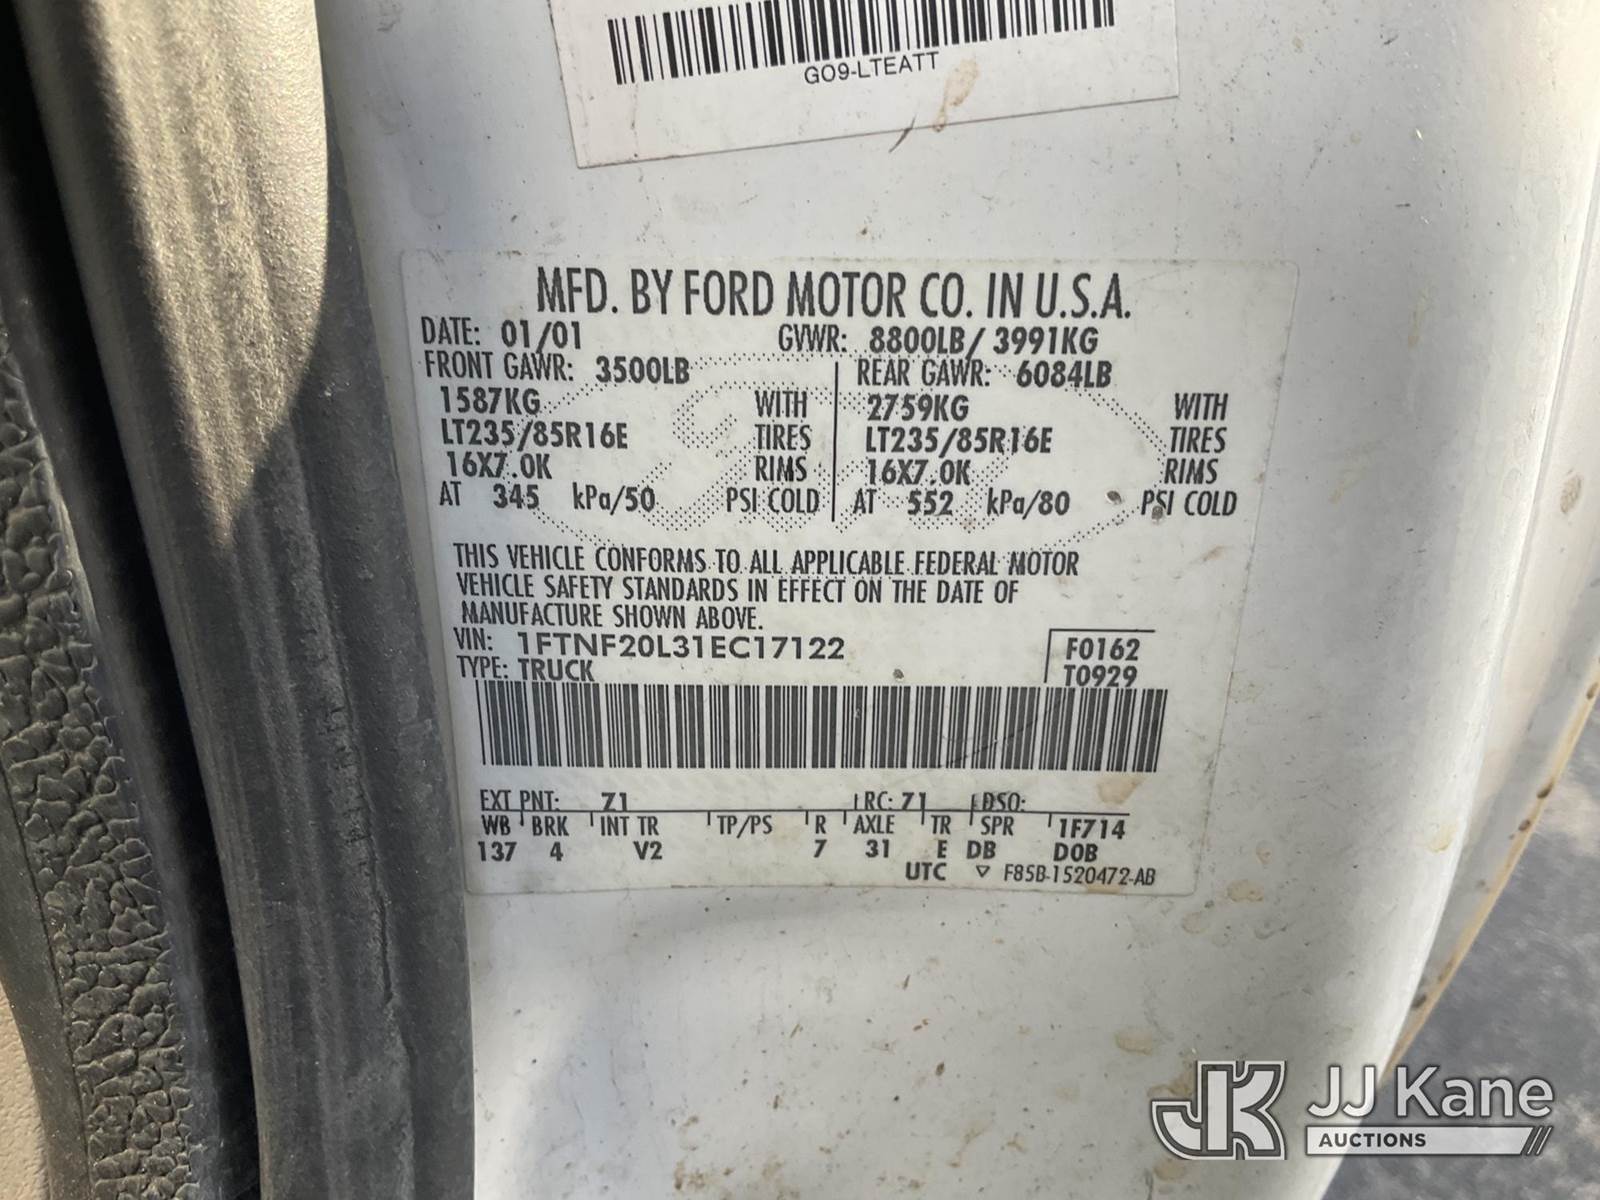 GO9-LTEATT
MFD. BY FORD MOTOR CO. IN U.S.A.
DATE: 01/01 GVWR: 8800LB/ 3991KG
FRONT GAWR: 3500LB REAR GAWR: 6084LB
1587KG WITH 2759KG WITH
LT235/85R16E TIRES LT235/85R16E TIRES
16X7.0K RIMS 16X7.0K RIMS
AT 345 kPa/50 PSI COLD AT 552 kPa/80 PSI COLD
THIS VEHICLE CONFORMS TO ALL APPLICABLE FEDERAL MOTOR
VEHICLE SAFETY STANDARDS IN EFFECT ON THE DATE OF
MANUFACTURE SHOWN ABOVE.
VIN: 1FTNF20L31EC17122 F0162
TYPE: TRUCK T0929
EXT PNT: Z1 RC: 71 DSO:
WB BRK INT TR TP/PS R AXLE TR SPR 1F714
137 4 V2 7 31 E DB DOB
UTC F85B-1520472-AB
JK JJ Kane
AUCTIONS